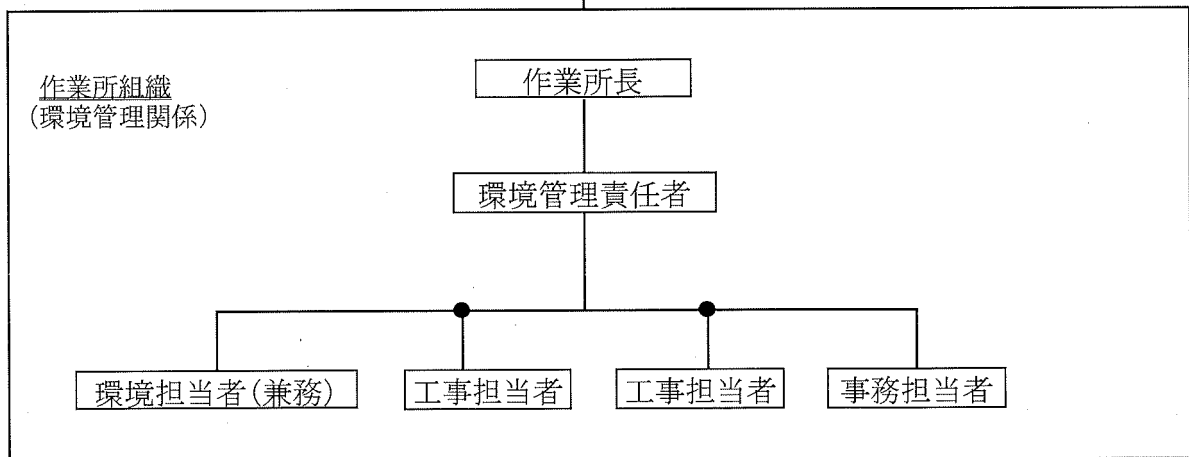 作業所組織
(環境管理関係)
作業所長
環境管理責任者
環境担当者(兼務)
工事担当者
工事担当者
事務担当者